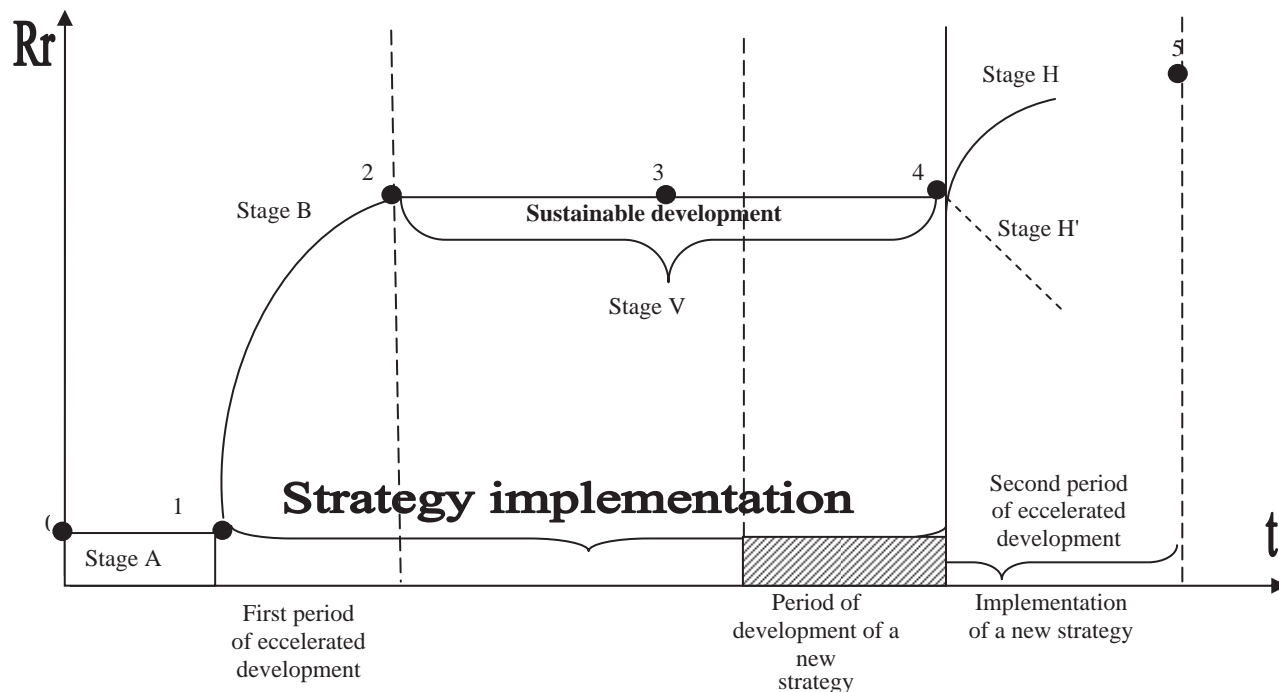 Rr
5
Stage H
2
3
4
Stage B
Sustainable development
Stage H'
Stage V
Strategy implementation
Second period
of eccelerated
development
1
t
Stage A
First period
of eccelerated
development
Period of
development of a
new
strategy
Implementation
of a new strategy